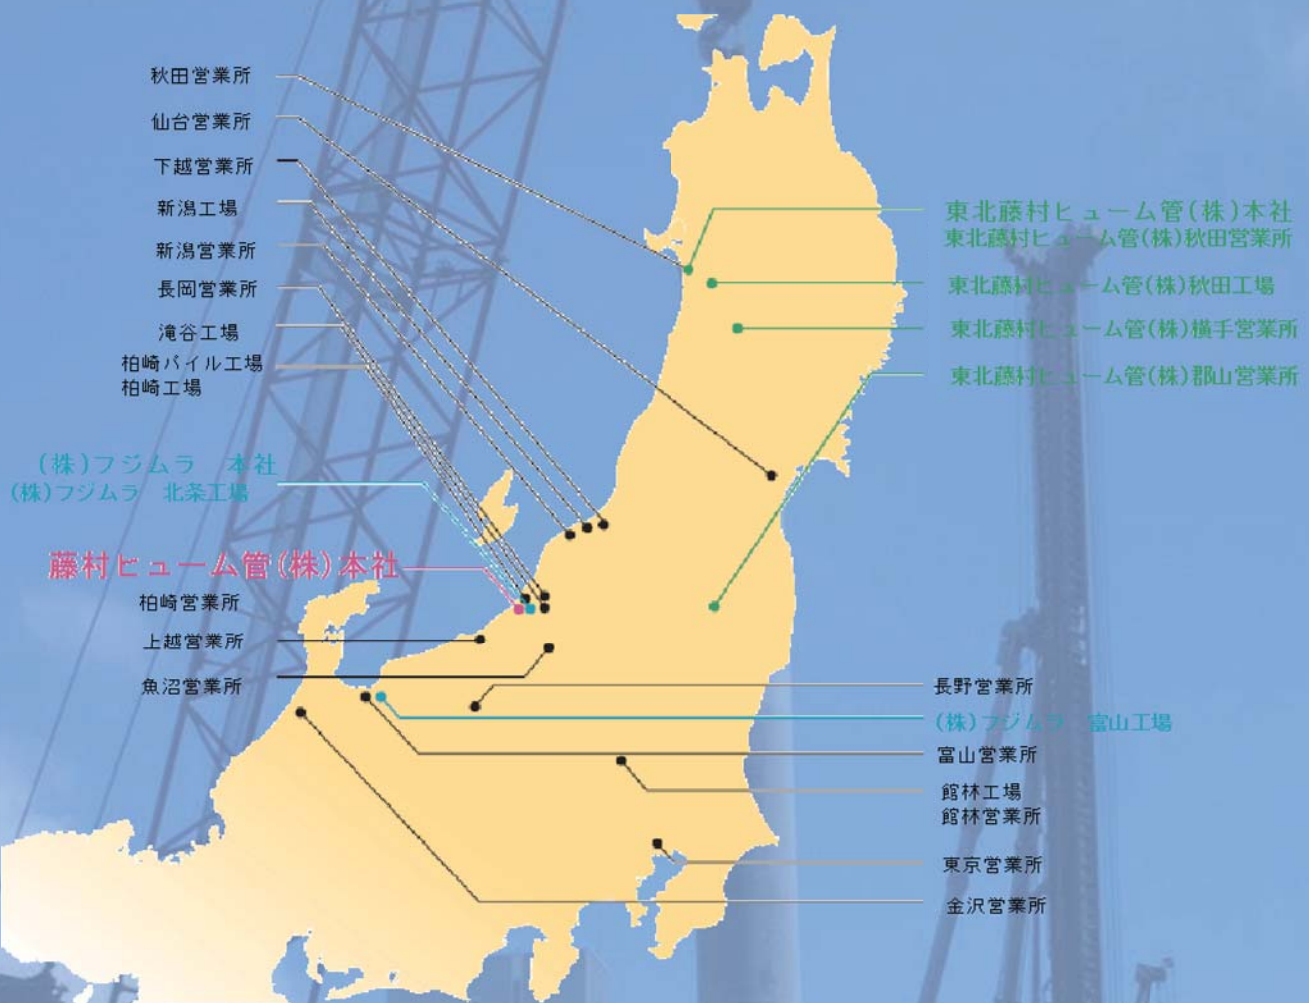 秋田営業所
仙台営業所
下越営業所
新潟工場
新潟営業所
長岡営業所
滝谷工場
柏崎パイル工場
柏崎工場
(株)フジムラ 本社
(株)フジムラ 北条工場
藤村ヒューム管(株)本社
柏崎営業所
上越営業所
魚沼営業所
東北藤村ヒューム管(株)本社
東北藤村ヒューム管(株)秋田営業所
東北藤村ヒューム管(株)秋田工場
東北藤村ヒューム管(株)横手営業所
東北藤村ヒューム管(株)郡山営業所
長野営業所
(株)フジムラ 富山工場
富山営業所
館林工場
館林営業所
東京営業所
金沢営業所